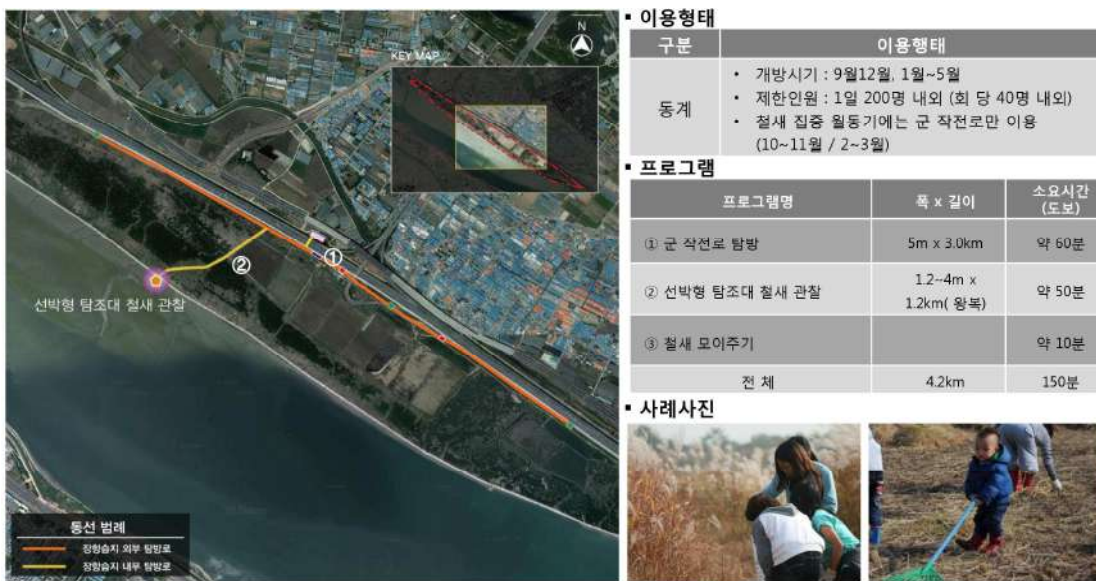 N
KEY MAP
①
②
선박형 탐조대 철새 관찰
동선 범례
장항습지 외부 탐방로
장항습지 내부 탐방로
▪ 이용형태
구분 이용행태
동계
• 개방시기 : 9월12월, 1월~5월
• 제한인원 : 1일 200명 내외 (회 당 40명 내외)
• 철새 집중 월동기에는 군 작전로만 이용
(10~11월 / 2~3월)
▪ 프로그램
프로그램명 폭 x 길이 소요시간
(도보)
① 군 작전로 탐방 5m x 3.0km 약 60분
② 선박형 탐조대 철새 관찰 1.2~4m x
1.2km( 왕복) 약 50분
③ 철새 모이주기 약 10분
전 체 4.2km 150분
▪ 사례사진